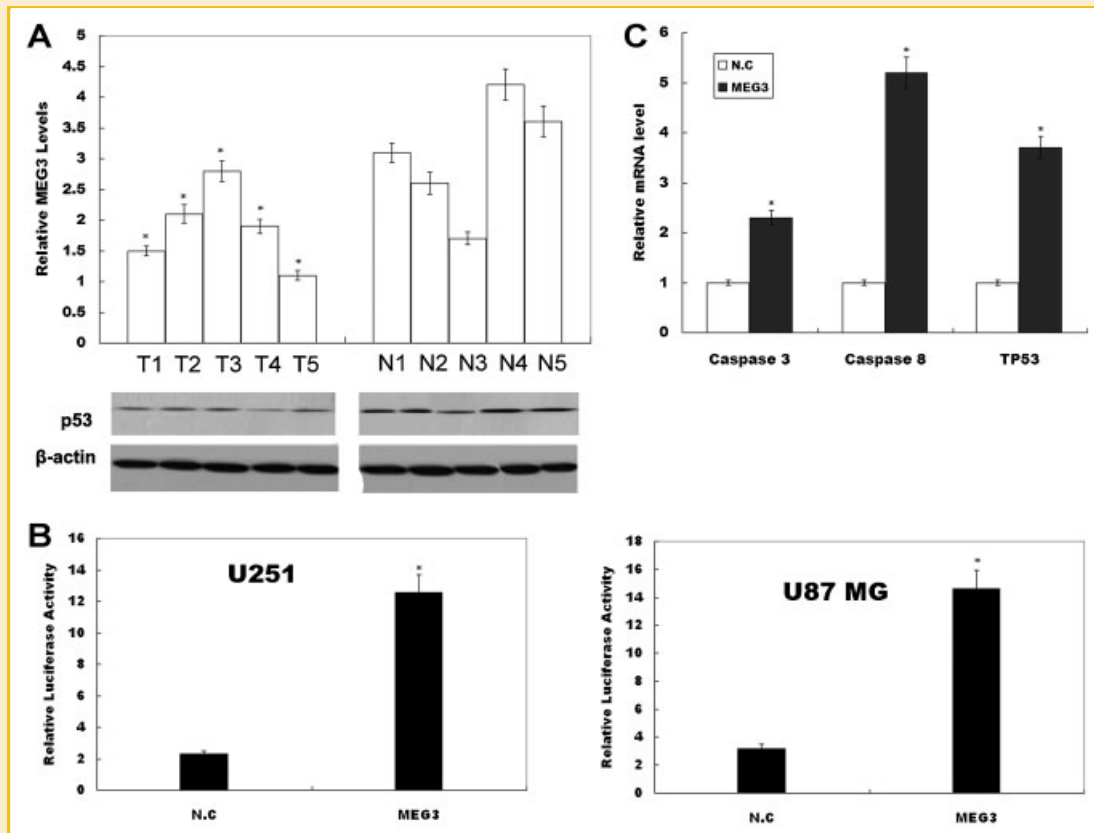 A
Relative MEG3 Levels
4.5
4
3.5
3
2.5
2
1.5
1
0.5
0
* * * * *
T1 T2 T3 T4 T5 N1 N2 N3 N4 N5
p53
β-actin
C
Relative mRNA level
6
5
4
3
2
1
0
N.C
MEG3
* * *
Caspase 3 Caspase 8 TP53
B
Relative Luciferase Activity
16
14
12
10
8
6
4
2
0
U251
*
N.C MEG3
Relative Luciferase Activity
18
16
14
12
10
8
6
4
2
0
U87 MG
*
N.C MEG3